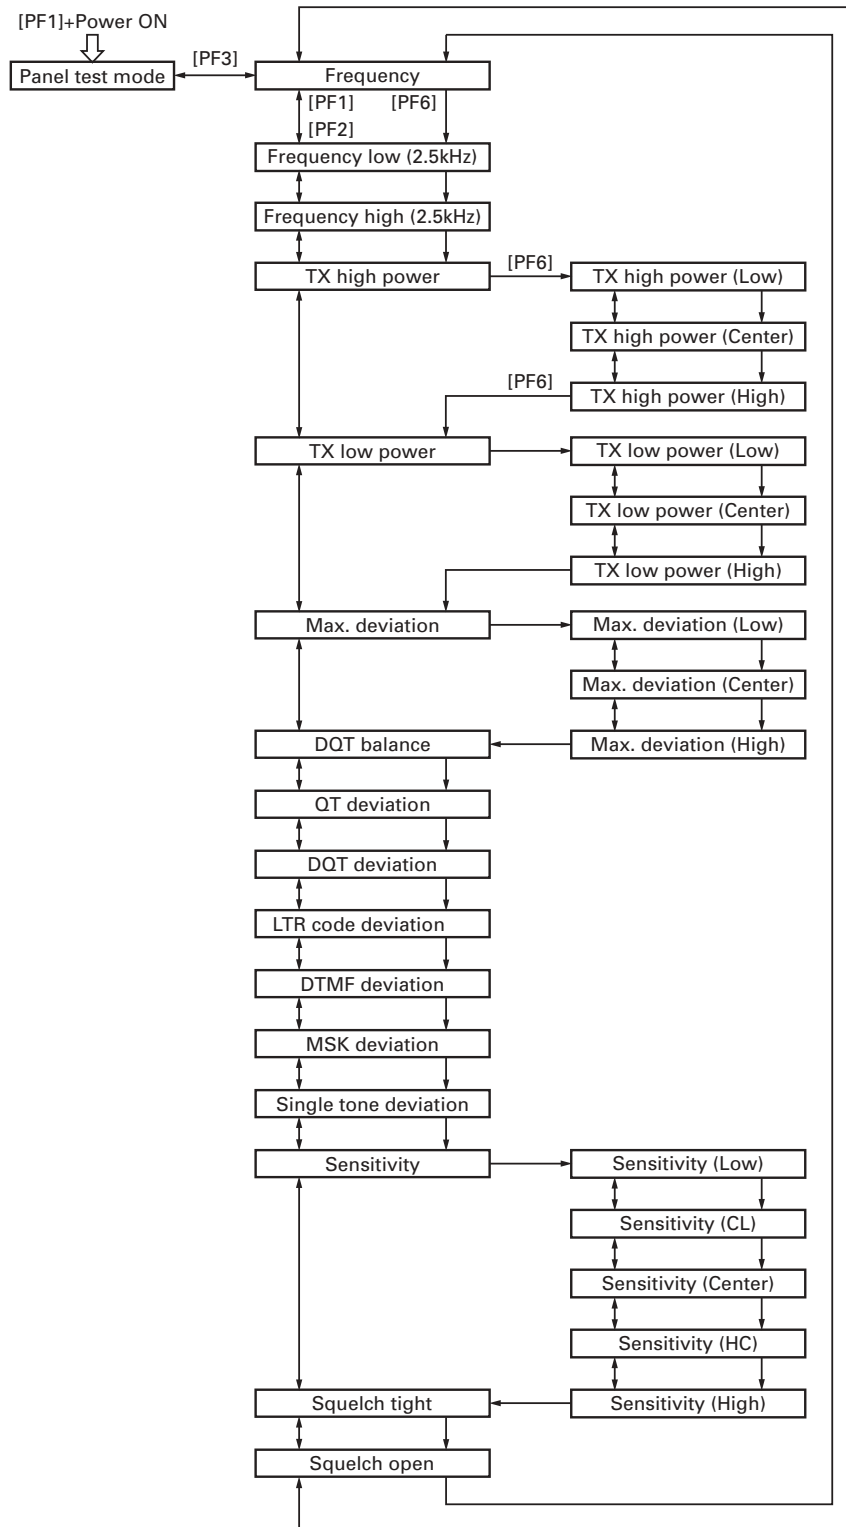 [PF1]+Power ON
Panel test mode
[PF3]
Frequency
[PF1]
[PF6]
[PF2]
Frequency low (2.5kHz)
Frequency high (2.5kHz)
TX high power
[PF6]
TX high power (Low)
TX high power (Center)
[PF6]
TX high power (High)
TX low power
TX low power (Low)
TX low power (Center)
TX low power (High)
Max. deviation
Max. deviation (Low)
Max. deviation (Center)
DQT balance
Max. deviation (High)
QT deviation
DQT deviation
LTR code deviation
DTMF deviation
MSK deviation
Single tone deviation
Sensitivity
Sensitivity (Low)
Sensitivity (CL)
Sensitivity (Center)
Sensitivity (HC)
Squelch tight
Sensitivity (High)
Squelch open